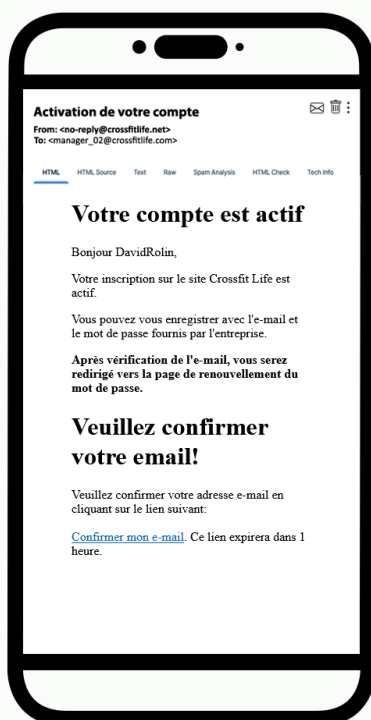 Activation de votre compte
From: <no-reply@crossfitlife.net>
To: <manager_02@crossfitlife.com>
HTML HTML Source Text Raw Spam Analysis HTML Check Tech Info
Votre compte est actif
Bonjour DavidRolin,
Votre inscription sur le site Crossfit Life est
actif.
Vous pouvez vous enregistrer avec l'e-mail et
le mot de passe fournis par l'entreprise.
Après vérification de l'e-mail, vous serez
redirigé vers la page de renouvellement du
mot de passe.
Veuillez confirmer
votre email!
Veuillez confirmer votre adresse e-mail en
cliquant sur le lien suivant:
Confirmer mon e-mail. Ce lien expirera dans 1
heure.